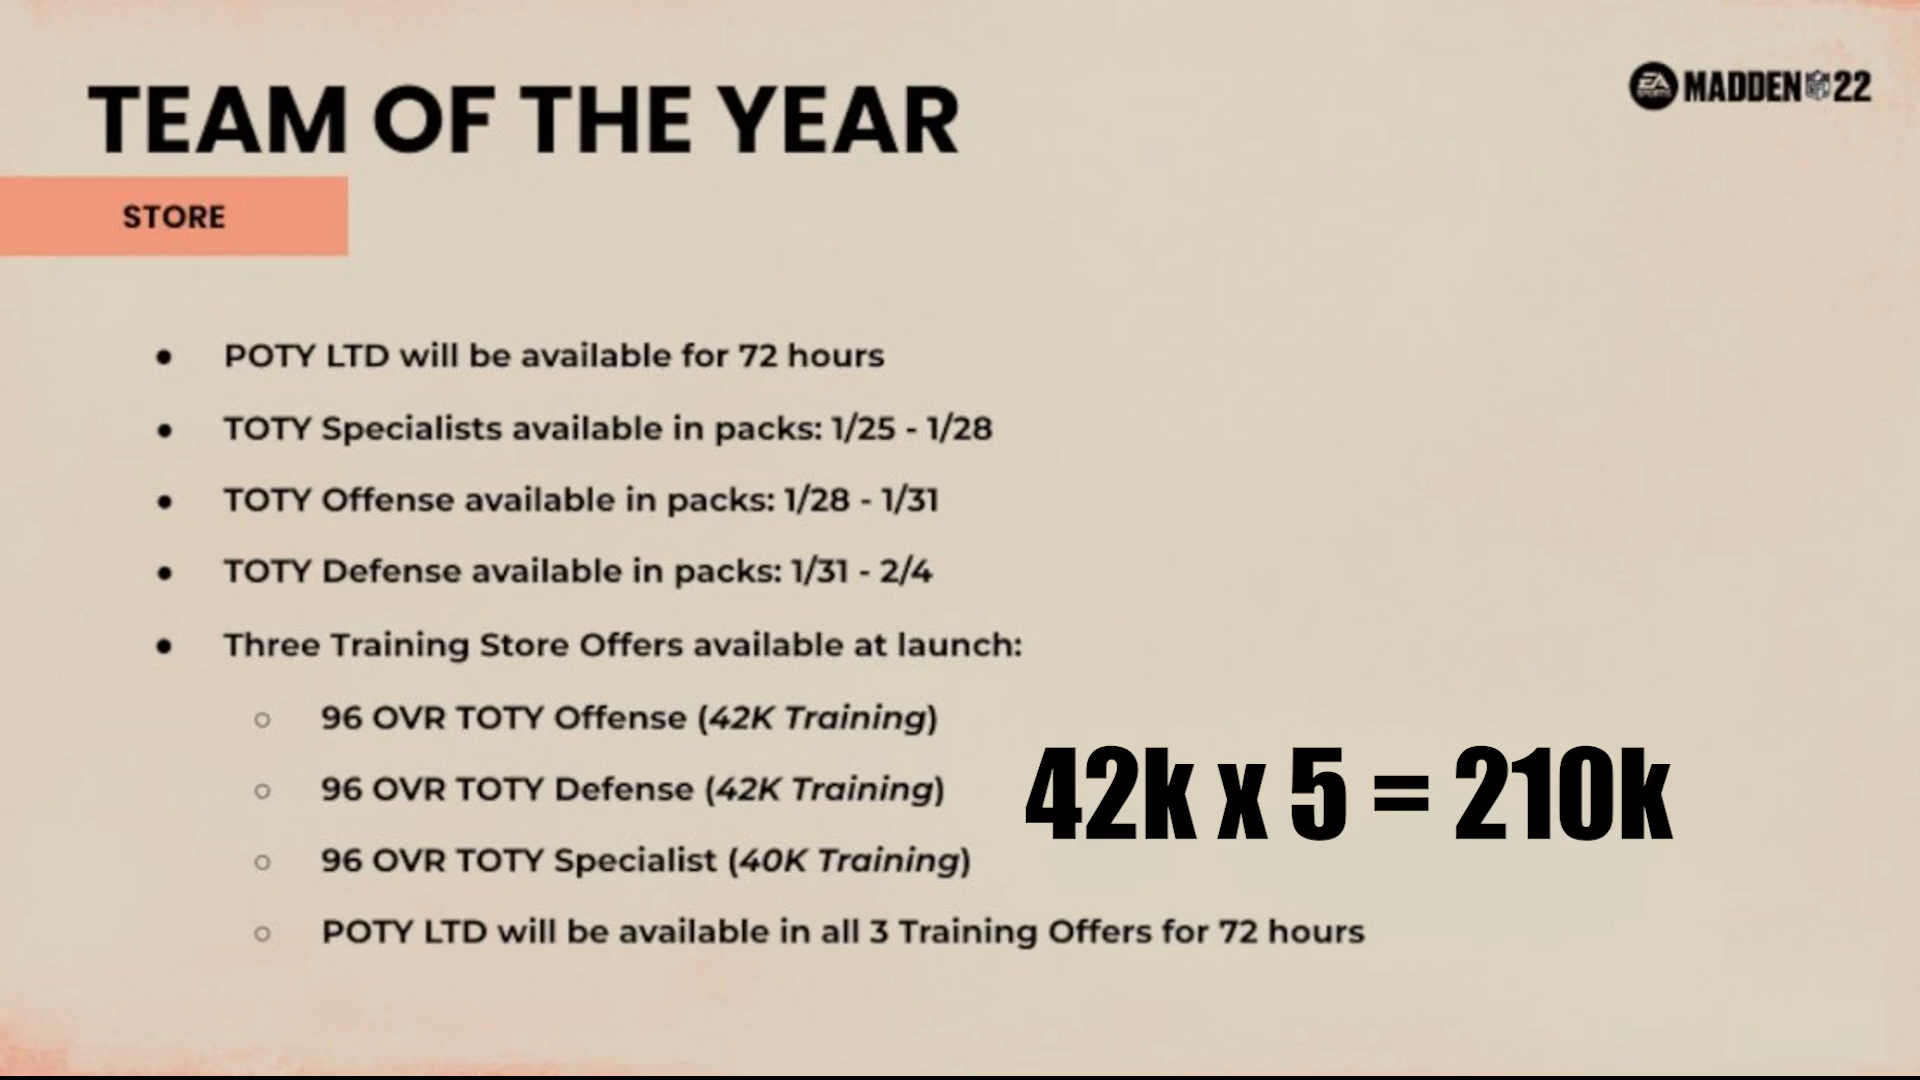 TEAM OF THE YEAR
EA SPORTS MADDEN NFL 22
STORE
● POTY LTD will be available for 72 hours
● TOTY Specialists available in packs: 1/25 - 1/28
● TOTY Offense available in packs: 1/28 - 1/31
● TOTY Defense available in packs: 1/31 - 2/4
● Three Training Store Offers available at launch:
○ 96 OVR TOTY Offense (42K Training)
○ 96 OVR TOTY Defense (42K Training)
42k x 5 = 210k
○ 96 OVR TOTY Specialist (40K Training)
○ POTY LTD will be available in all 3 Training Offers for 72 hours